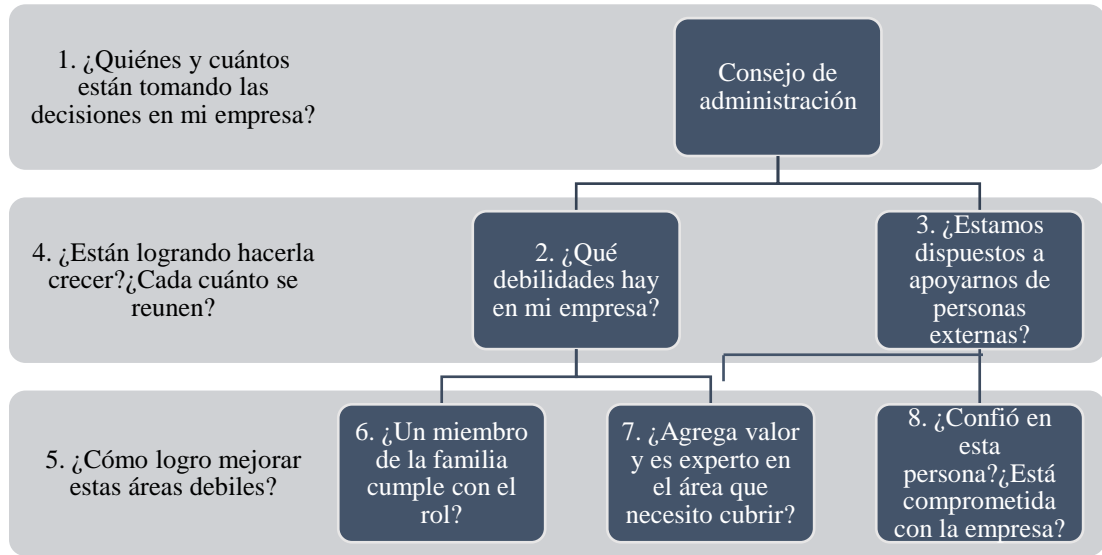 1. ¿Quiénes y cuántos
están tomando las
decisiones en mi empresa?
Consejo de
administración
4. ¿Están logrando hacerla
crecer?¿Cada cuánto se
reunen?
2. ¿Qué
debilidades hay
en mi empresa?
3. ¿Estamos
dispuestos a
apoyarnos de
personas
externas?
5. ¿Cómo logro mejorar
estas áreas debiles?
6. ¿Un miembro
de la familia
cumple con el
rol?
7. ¿Agrega valor
y es experto en
el área que
necesito cubrir?
8. ¿Confió en
esta
persona?¿Está
comprometida
con la empresa?